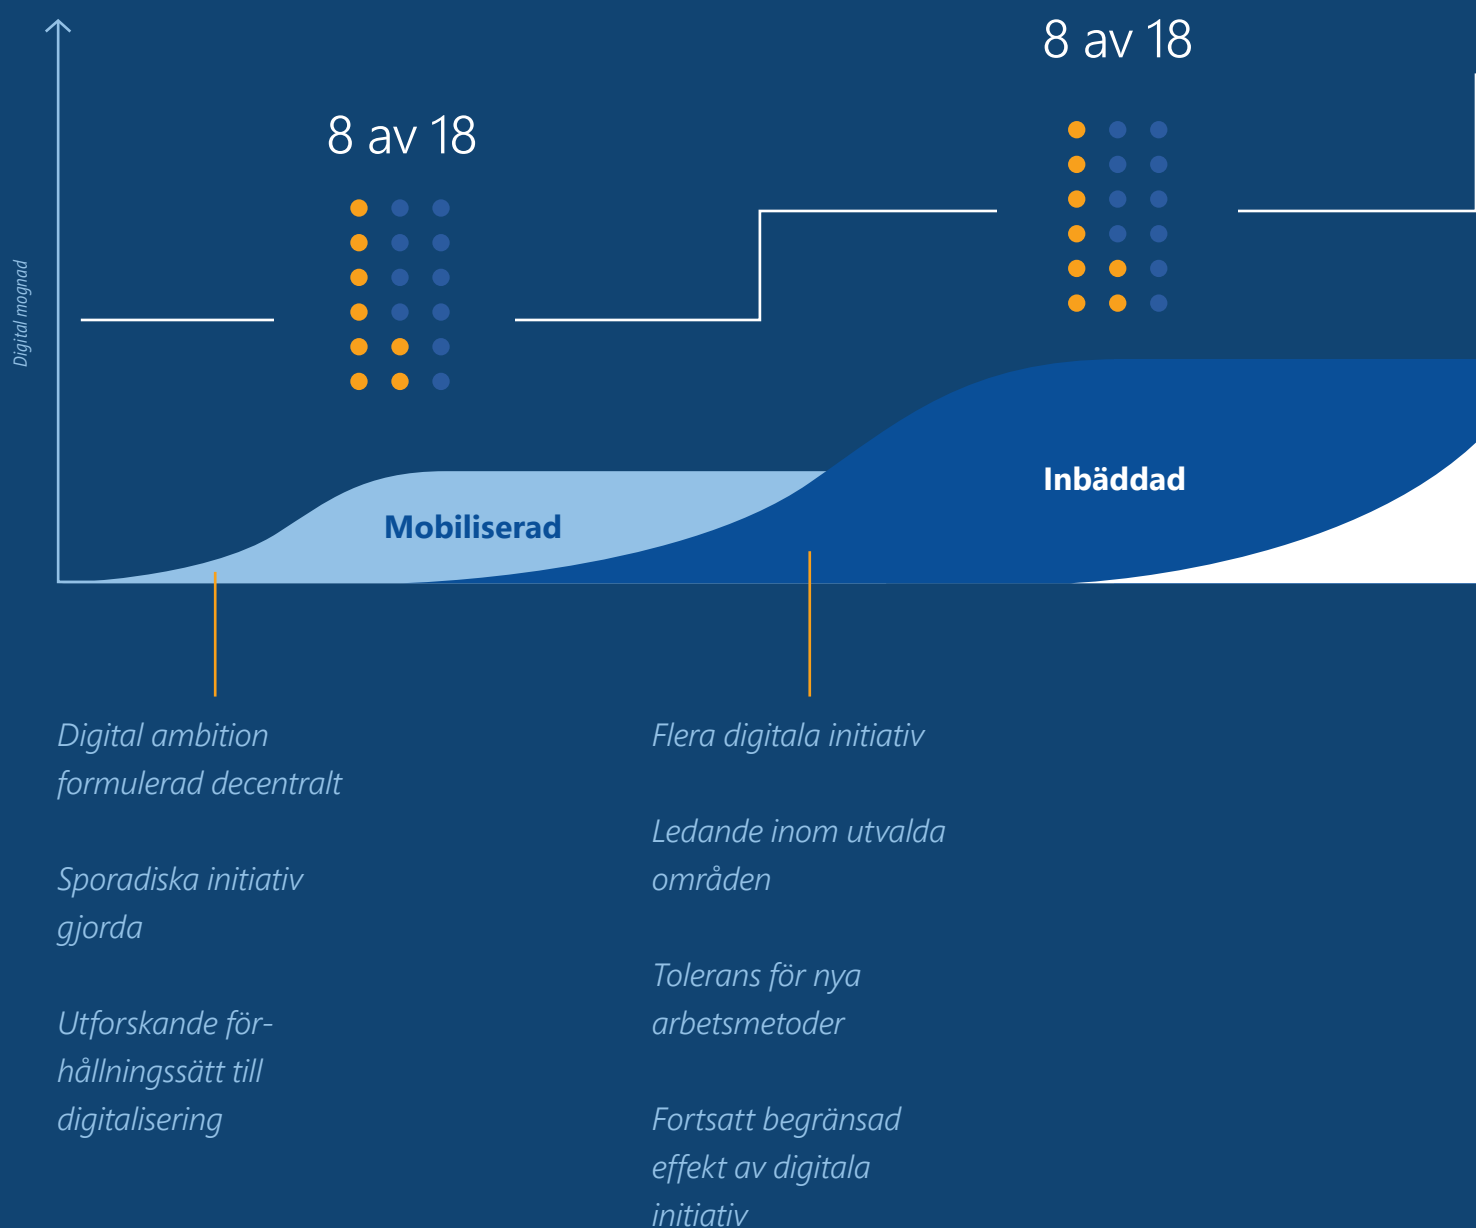 8 av 18
8 av 18
Digital mognad
Mobiliserad
Inbäddad
Digital ambition
formulerad decentralt
Sporadiska initiativ
gjorda
Utforskande för-
hållningssätt till
digitalisering
Flera digitala initiativ
Ledande inom utvalda
områden
Tolerans för nya
arbetsmetoder
Fortsatt begränsad
effekt av digitala
initiativ